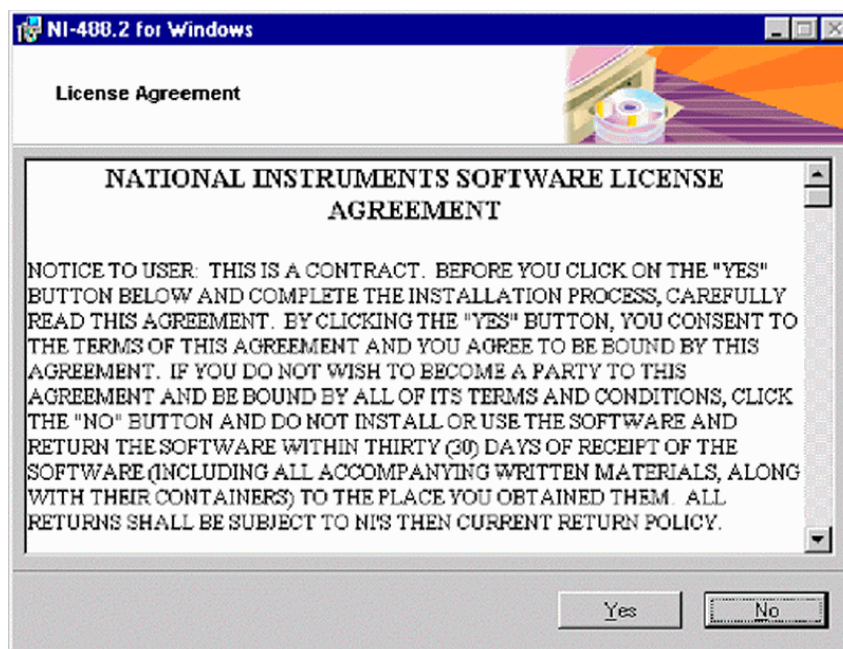 NI-488.2 for Windows
License Agreement
NATIONAL INSTRUMENTS SOFTWARE LICENSE
AGREEMENT
NOTICE TO USER: THIS IS A CONTRACT. BEFORE YOU CLICK ON THE "YES"
BUTTON BELOW AND COMPLETE THE INSTALLATION PROCESS, CAREFULLY
READ THIS AGREEMENT. BY CLICKING THE "YES" BUTTON, YOU CONSENT TO
THE TERMS OF THIS AGREEMENT AND YOU AGREE TO BE BOUND BY THIS
AGREEMENT. IF YOU DO NOT WISH TO BECOME A PARTY TO THIS
AGREEMENT AND BE BOUND BY ALL OF ITS TERMS AND CONDITIONS, CLICK
THE "NO" BUTTON AND DO NOT INSTALL OR USE THE SOFTWARE AND
RETURN THE SOFTWARE WITHIN THIRTY (30) DAYS OF RECEIPT OF THE
SOFTWARE (INCLUDING ALL ACCOMPANYING WRITTEN MATERIALS, ALONG
WITH THEIR CONTAINERS) TO THE PLACE YOU OBTAINED THEM. ALL
RETURNS SHALL BE SUBJECT TO NI'S THEN CURRENT RETURN POLICY.
Yes No